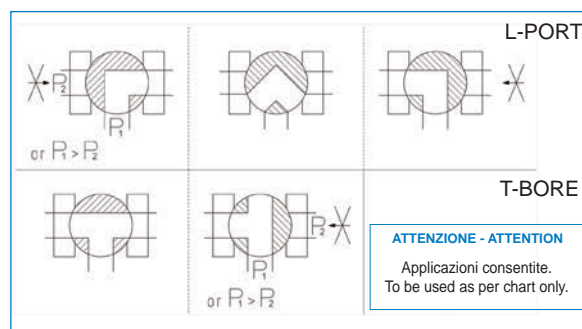 L-PORT
P2
P1
or P1 > P2
T-BORE
P2
P1
or P1 > P2
ATTENZIONE - ATTENTION
Applicazioni consentite.
To be used as per chart only.